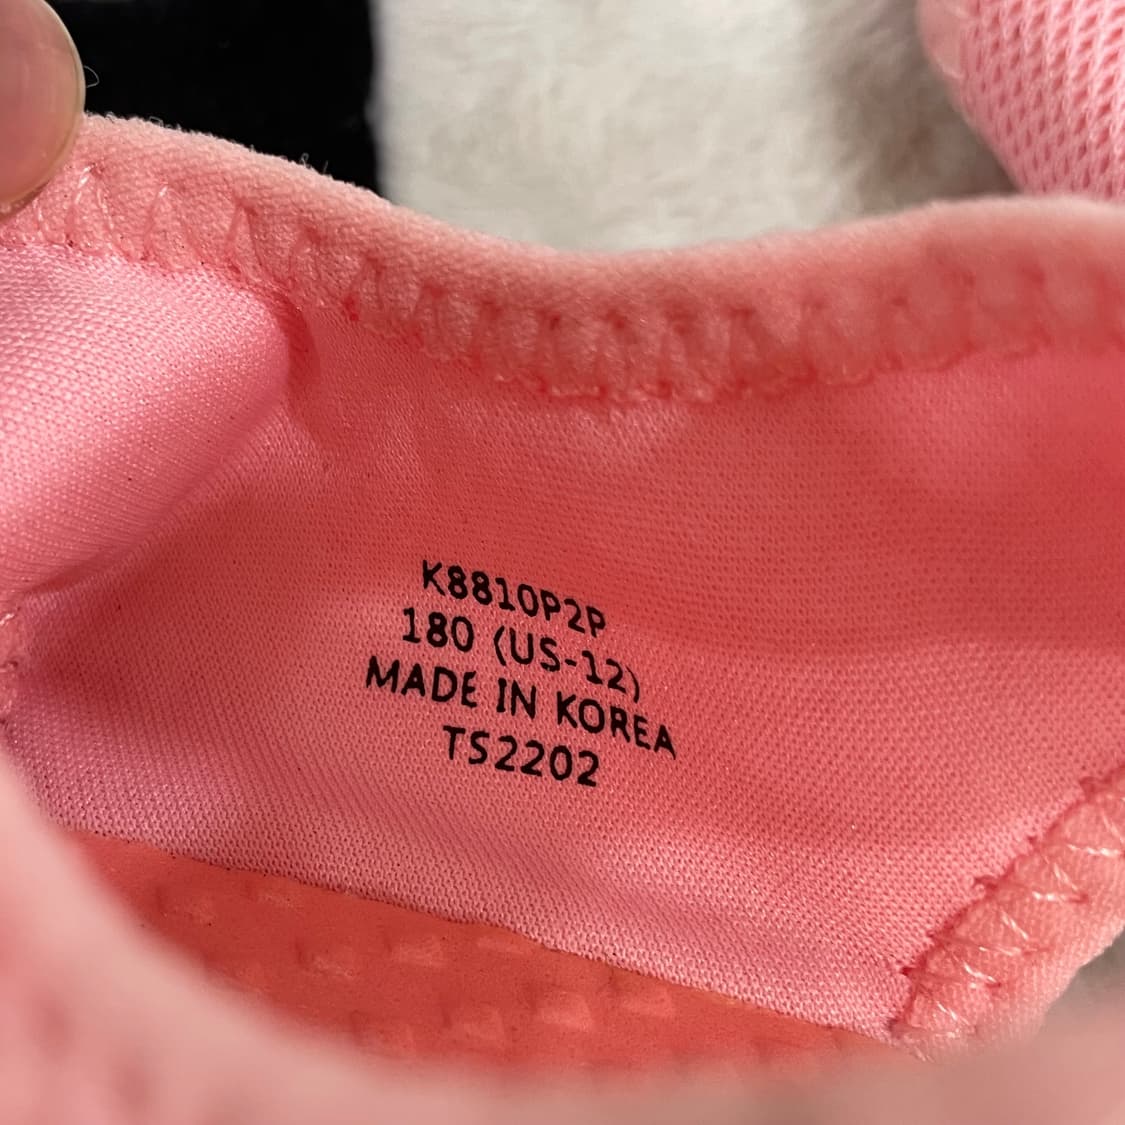 K8810P2P
180 (US-12)
MADE IN KOREA
TS2202